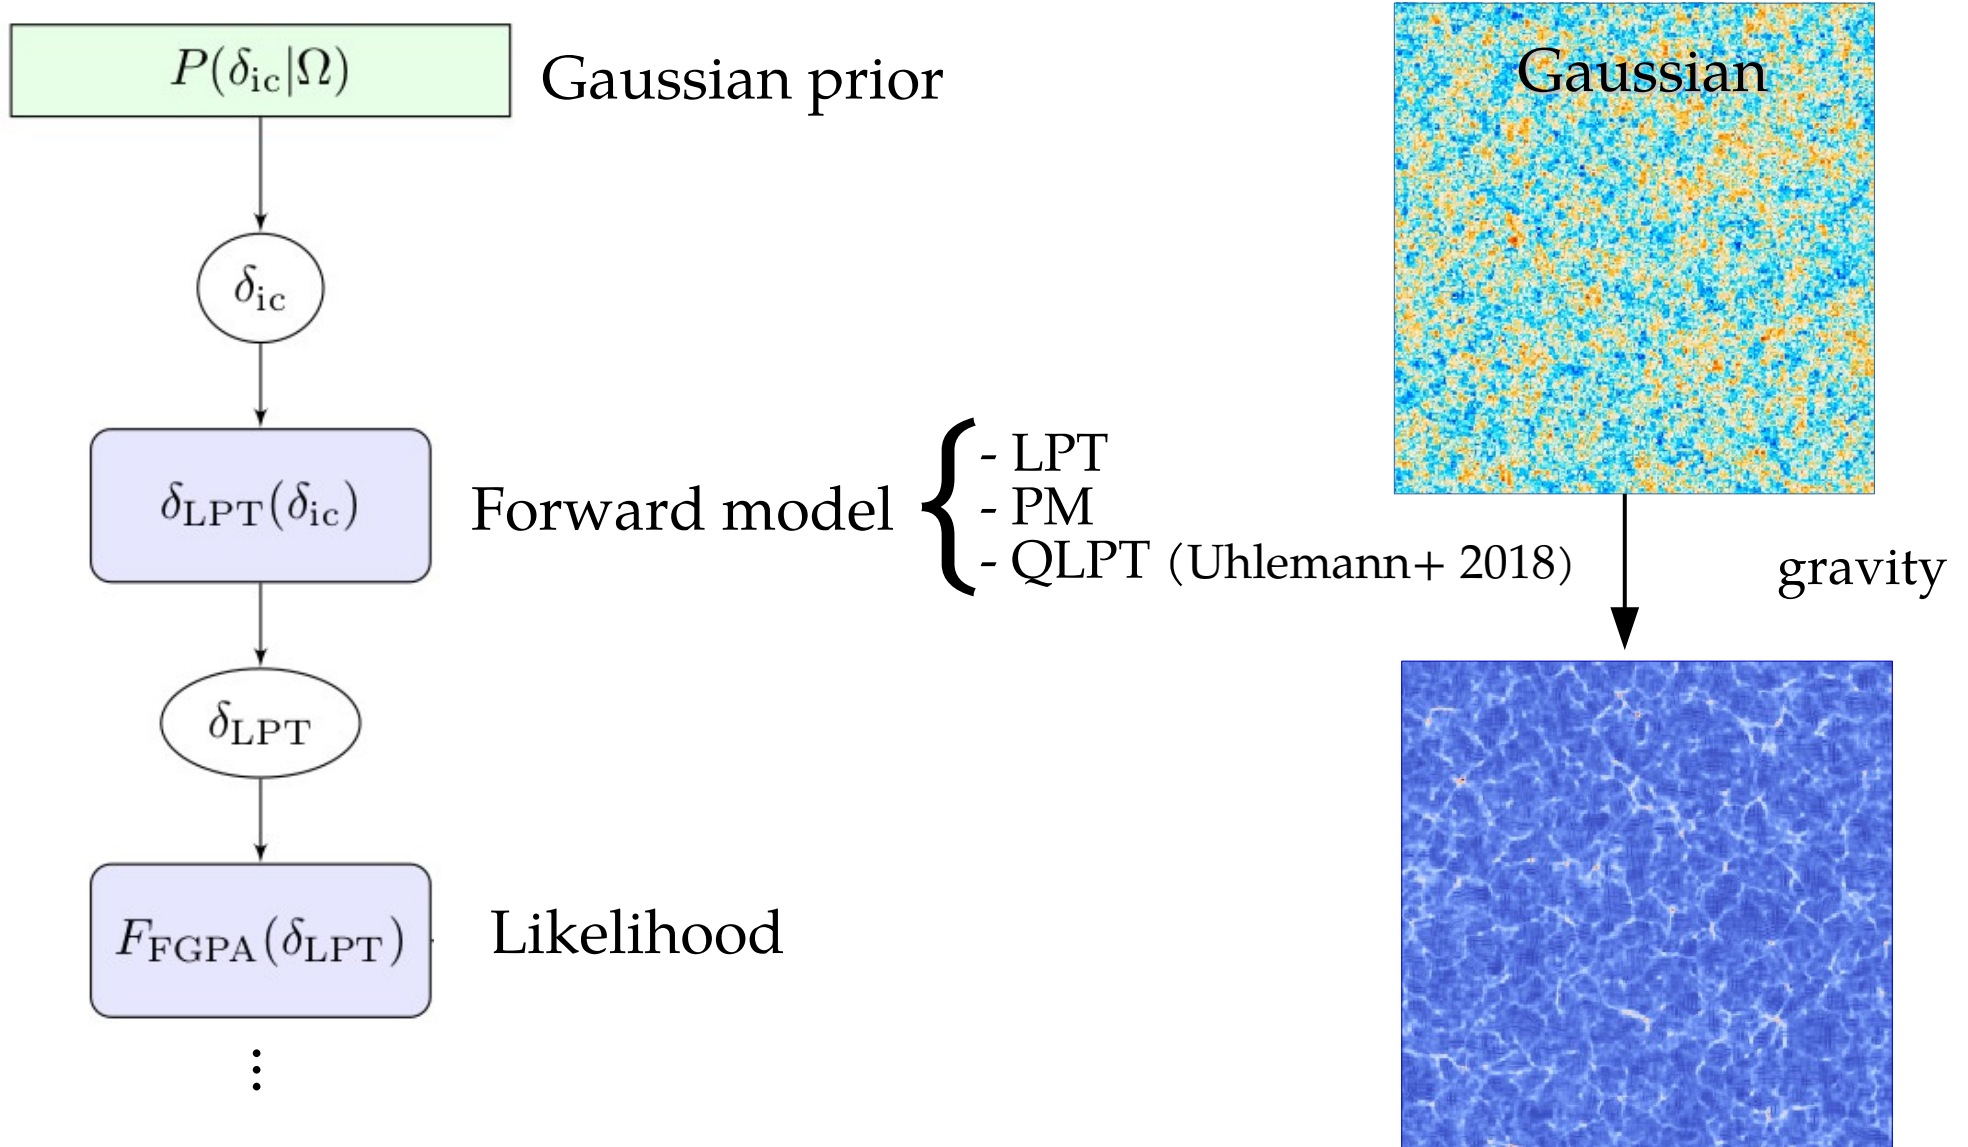 P(δ_ic|Ω)
Gaussian prior
δ_ic
δ_LPT(δ_ic)
Forward model
{
- LPT
- PM
- QLPT (Uhlemann+ 2018)
δ_LPT
F_FGPA(δ_LPT)
Likelihood
⋮
Gaussian
gravity